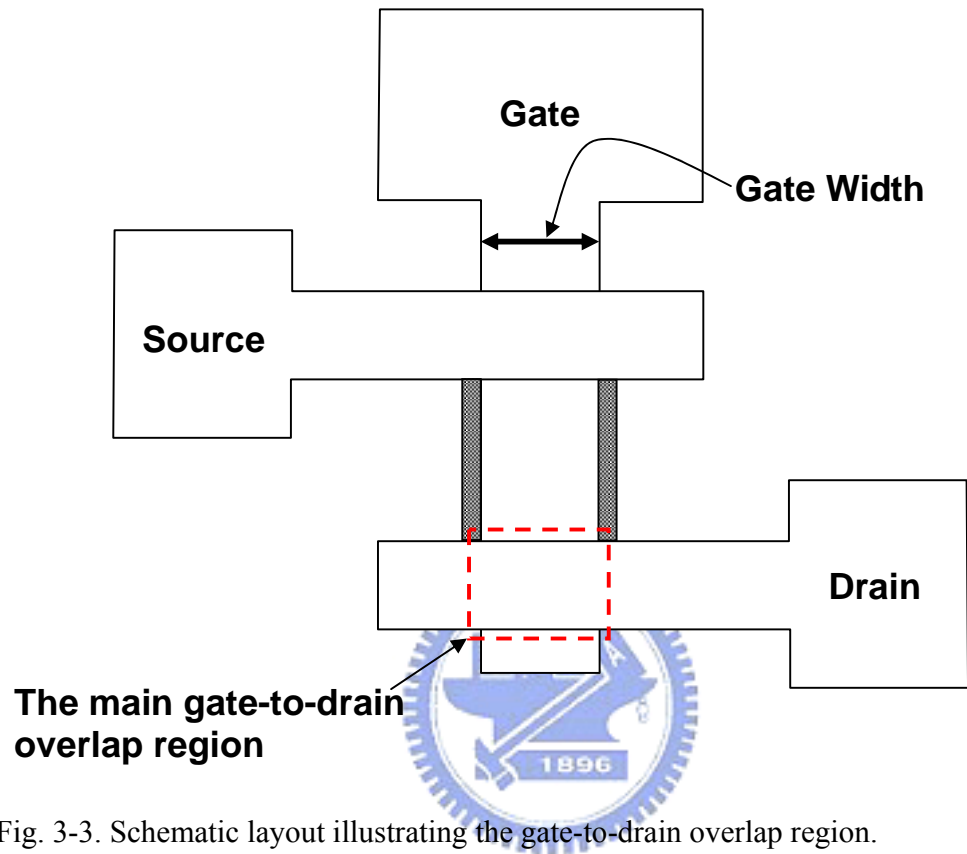 Gate
Gate Width
Source
Drain
The main gate-to-drain
overlap region
1896
Fig. 3-3. Schematic layout illustrating the gate-to-drain overlap region.